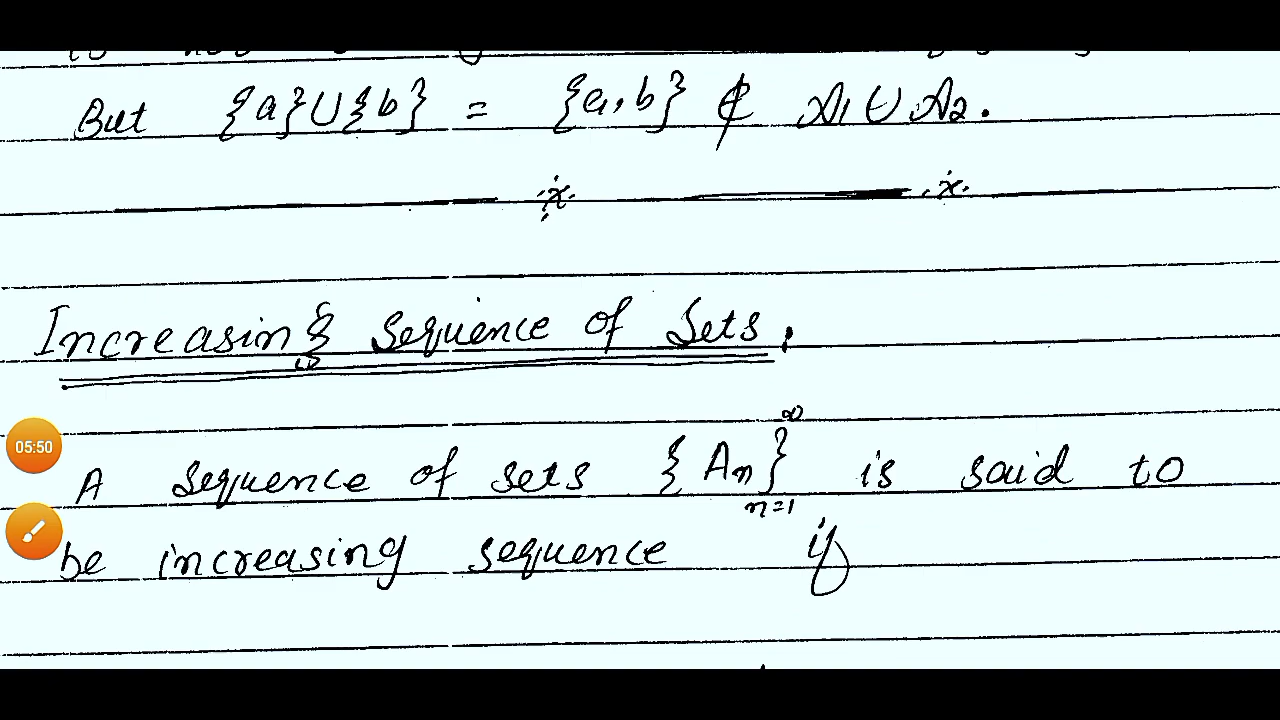 But {a}∪{b} = {a,b} ∉ 𝒜1 ∪ 𝒜2.
Increasing Sequence of Sets.
A sequence of sets {An}∞n=1 is said to
05:50
be increasing sequence if